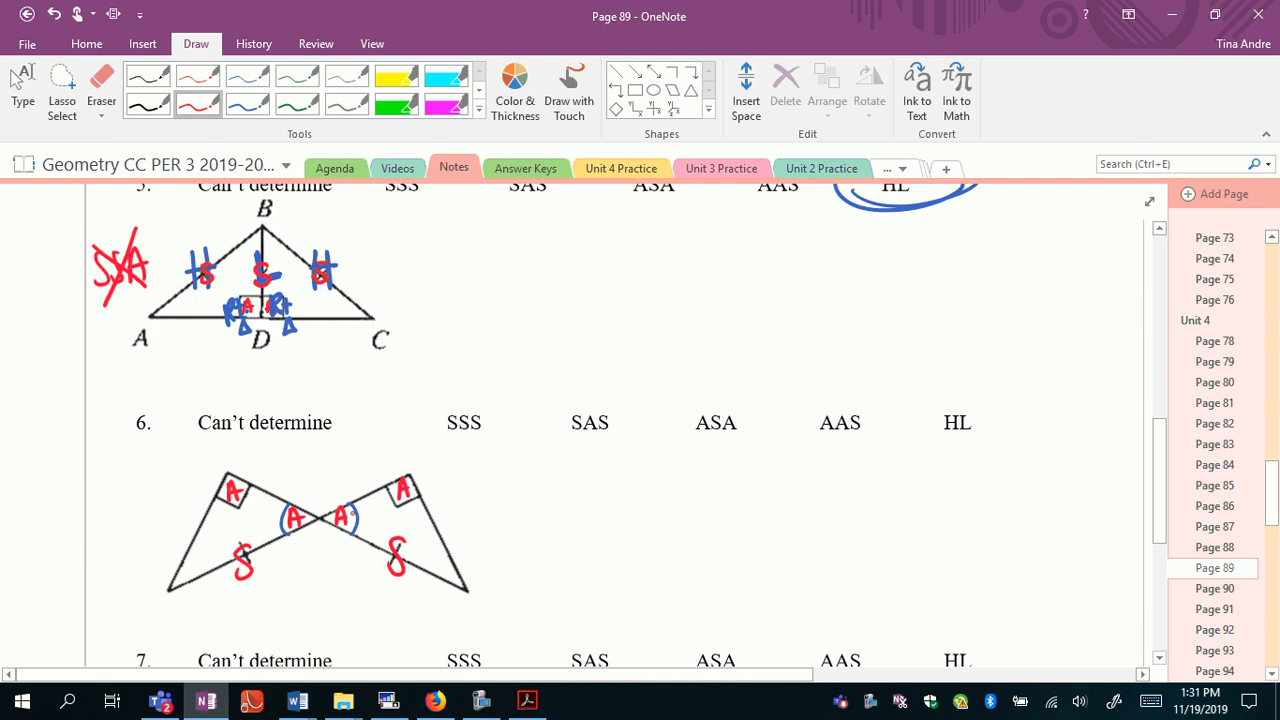 Page 89 - OneNote
?
Tina Andre
File Home Insert Draw History Review View
Type
Lasso Select
Eraser
Color & Thickness
Draw with Touch
Insert Space
Delete
Arrange
Rotate
Ink to Text
Ink to Math
Tools
Shapes
Edit
Convert
Geometry CC PER 3 2019-20...
Agenda Videos Notes Answer Keys Unit 4 Practice Unit 3 Practice Unit 2 Practice ... +
Search (Ctrl+E)
Add Page
5. Can't determine SSS SAS ASA AAS HL
B
SSA
H S L S H S
Rt A Rt
Δ Δ
A D C
6. Can't determine SSS SAS ASA AAS HL
A A
A A
S S
7. Can't determine SSS SAS ASA AAS HL
Page 73
Page 74
Page 75
Page 76
Unit 4
Page 78
Page 79
Page 80
Page 81
Page 82
Page 83
Page 84
Page 85
Page 86
Page 87
Page 88
Page 89
Page 90
Page 91
Page 92
Page 93
Page 94
1:31 PM
11/19/2019